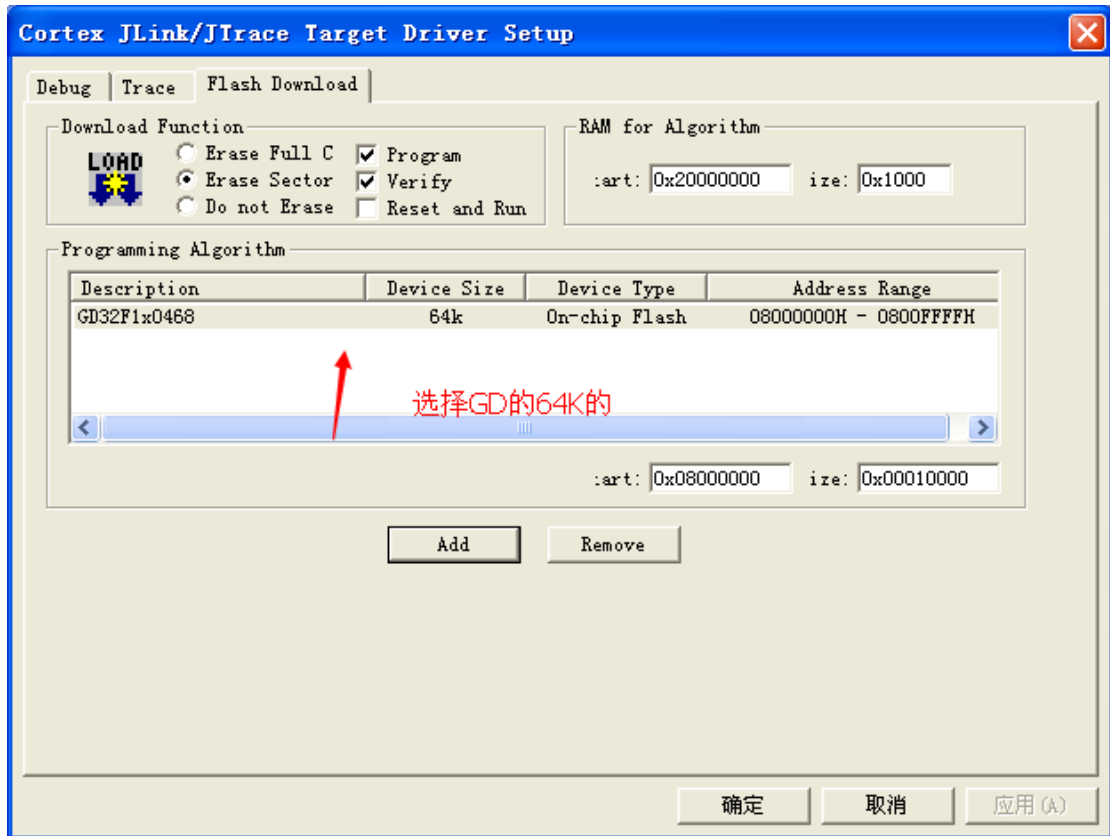 Cortex JLink/JTrace Target Driver Setup
Debug Trace Flash Download
Download Function
LOAD
Erase Full C
Erase Sector
Do not Erase
Program
Verify
Reset and Run
RAM for Algorithm
:art: 0x20000000 ize: 0x1000
Programming Algorithm
Description Device Size Device Type Address Range
GD32F1x0468 64k On-chip Flash 08000000H - 0800FFFFH
选择GD的64K的
:art: 0x08000000 ize: 0x00010000
Add Remove
确定 取消 应用(A)